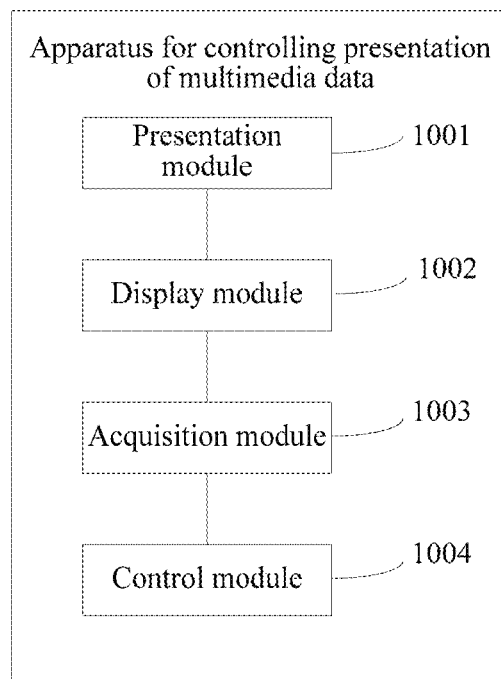 Apparatus for controlling presentation
of multimedia data
Presentation
module
1001
Display module
1002
Acquisition module
1003
Control module
1004